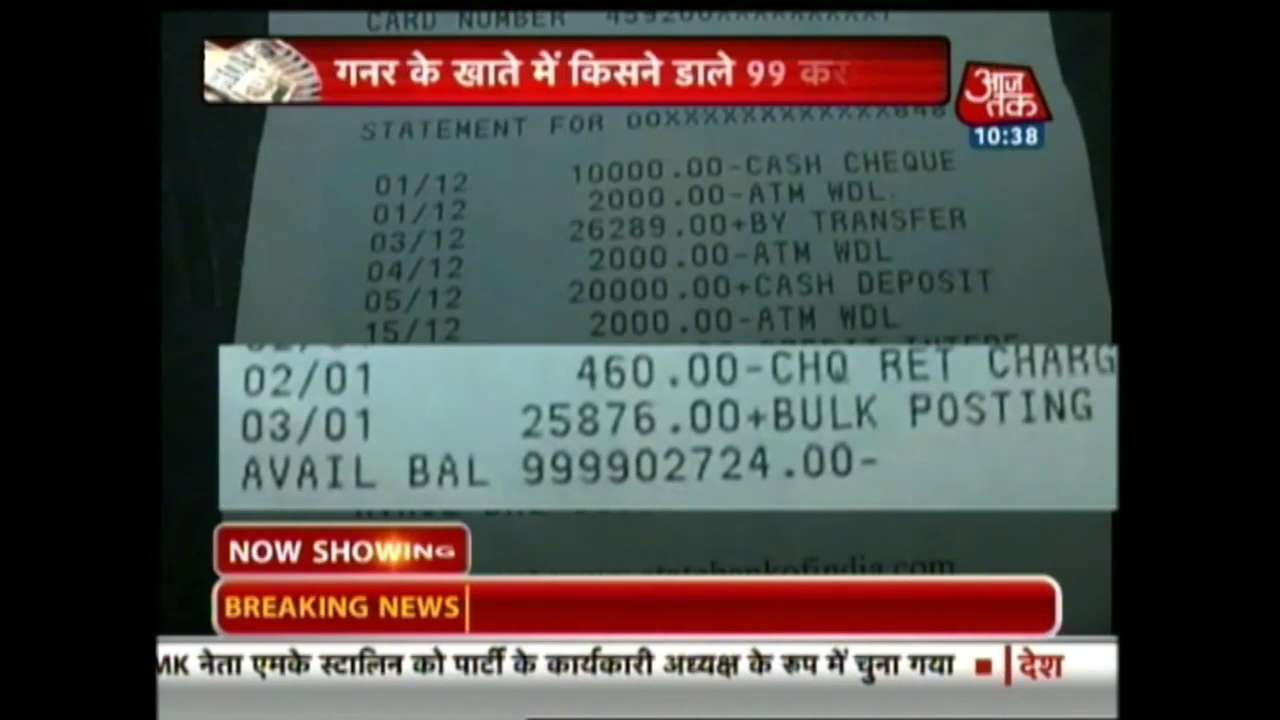 CARD NUMBER
गनर के खाते में किसने डाले 99
आज तक
10:38
STATEMENT FOR 00XXXXXXXXXXXXX848
01/12 10000.00-CASH CHEQUE
01/12 2000.00-ATM WDL
03/12 26289.00+BY TRANSFER
04/12 2000.00-ATM WDL
05/12 20000.00+CASH DEPOSIT
15/12 2000.00-ATM WDL
02/01 460.00-CHQ RET CHARG
03/01 25876.00+BULK POSTING
AVAIL BAL 999902724.00-
NOW SHOWING
BREAKING NEWS
MK नेता एमके स्टालिन को पार्टी के कार्यकारी अध्यक्ष के रूप में चुना गया ■ |देश